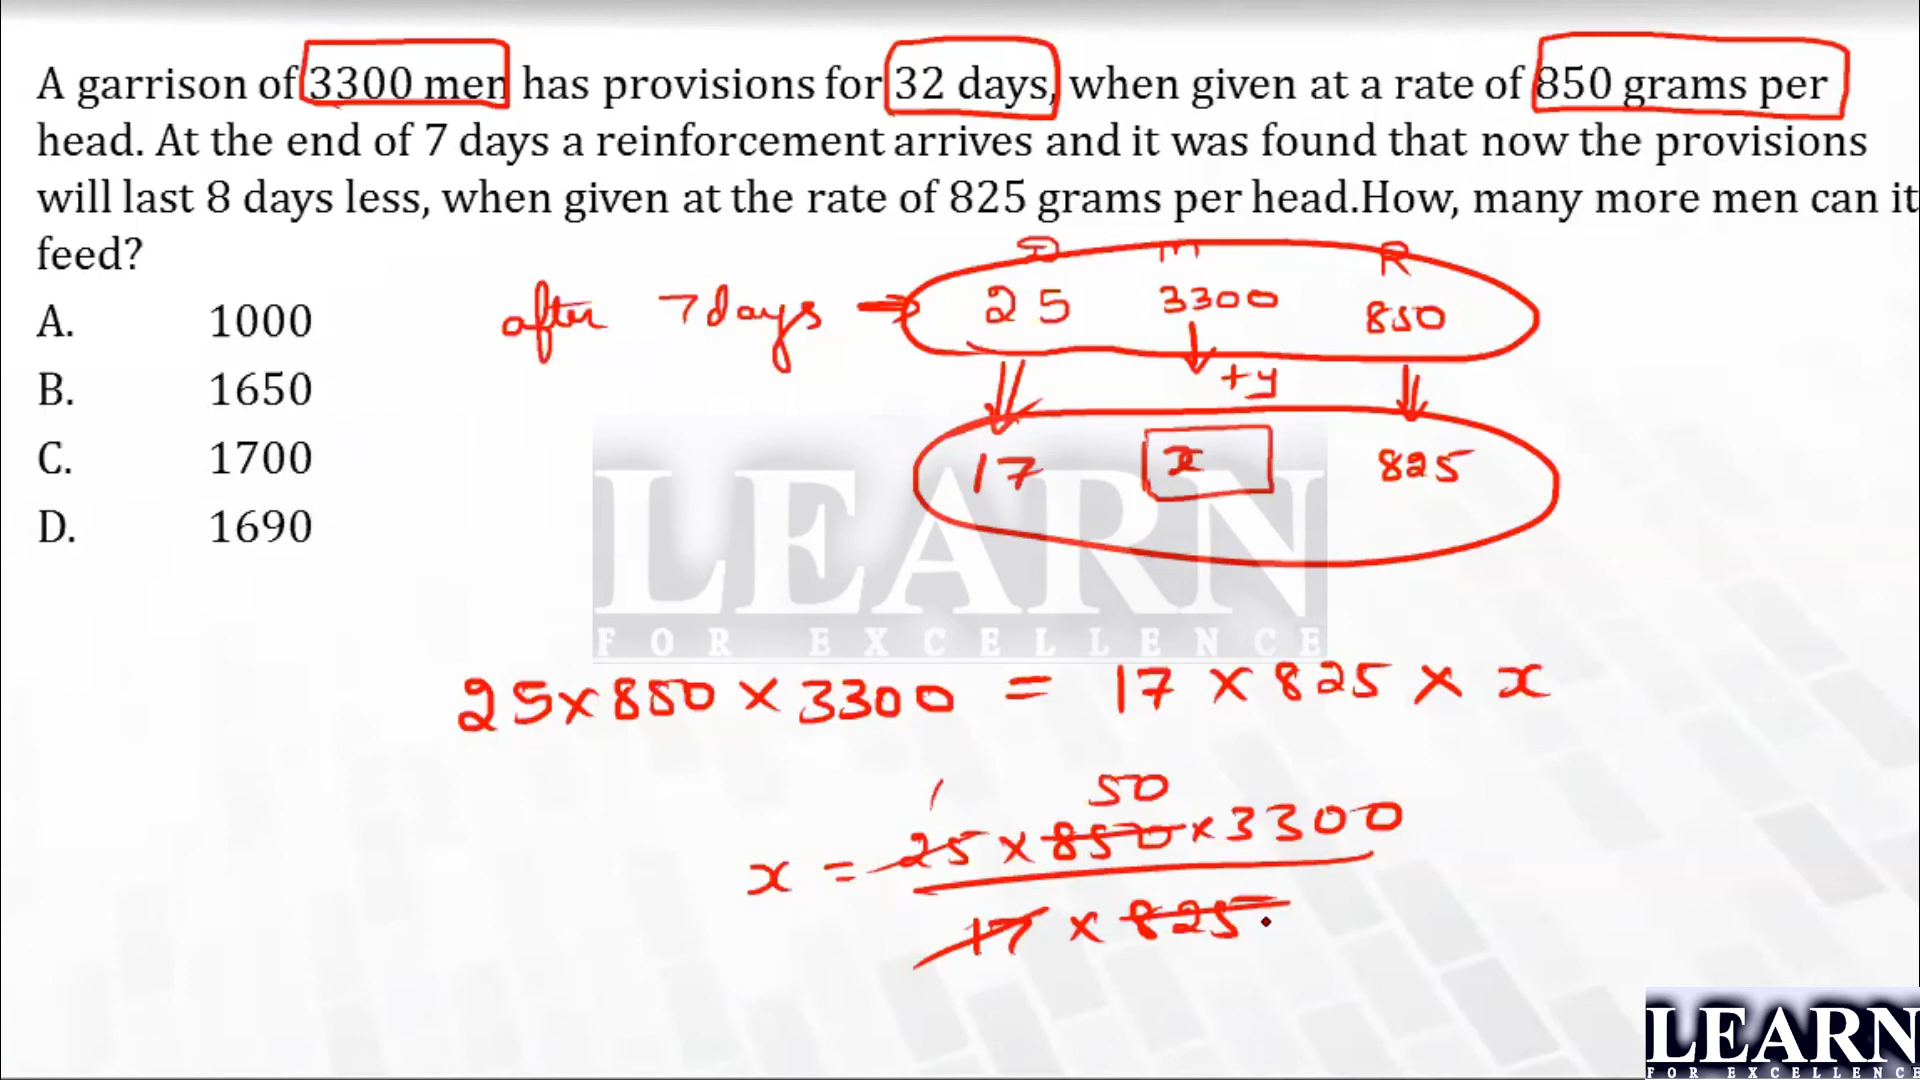 A garrison of 3300 men has provisions for 32 days, when given at a rate of 850 grams per
head. At the end of 7 days a reinforcement arrives and it was found that now the provisions
will last 8 days less, when given at the rate of 825 grams per head.How, many more men can it
feed?
A. 1000
B. 1650
C. 1700
D. 1690
D m R
after 7days ⇒ 25 3300 850
+y
17 x 825
LEARN
FOR EXCELLENCE
25×850×3300 = 17×825×x
1 50
x = 25×850×3300
17×825
LEARN
FOR EXCELLENCE